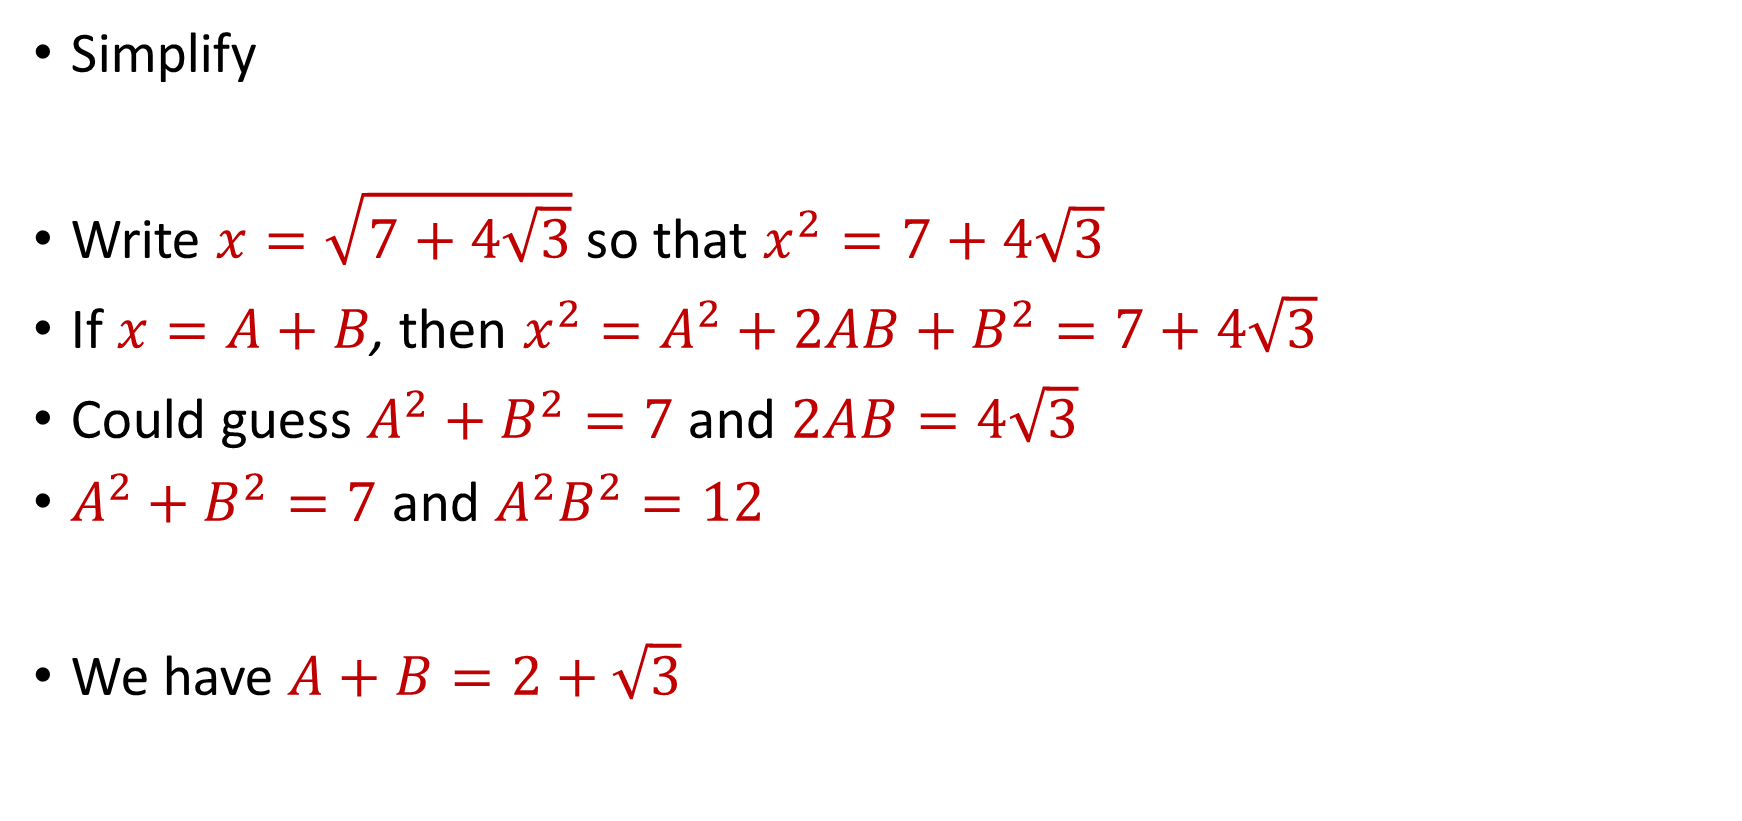 • Simplify
• Write x = √(7 + 4√3) so that x² = 7 + 4√3
• If x = A + B, then x² = A² + 2AB + B² = 7 + 4√3
• Could guess A² + B² = 7 and 2AB = 4√3
• A² + B² = 7 and A²B² = 12
• We have A + B = 2 + √3